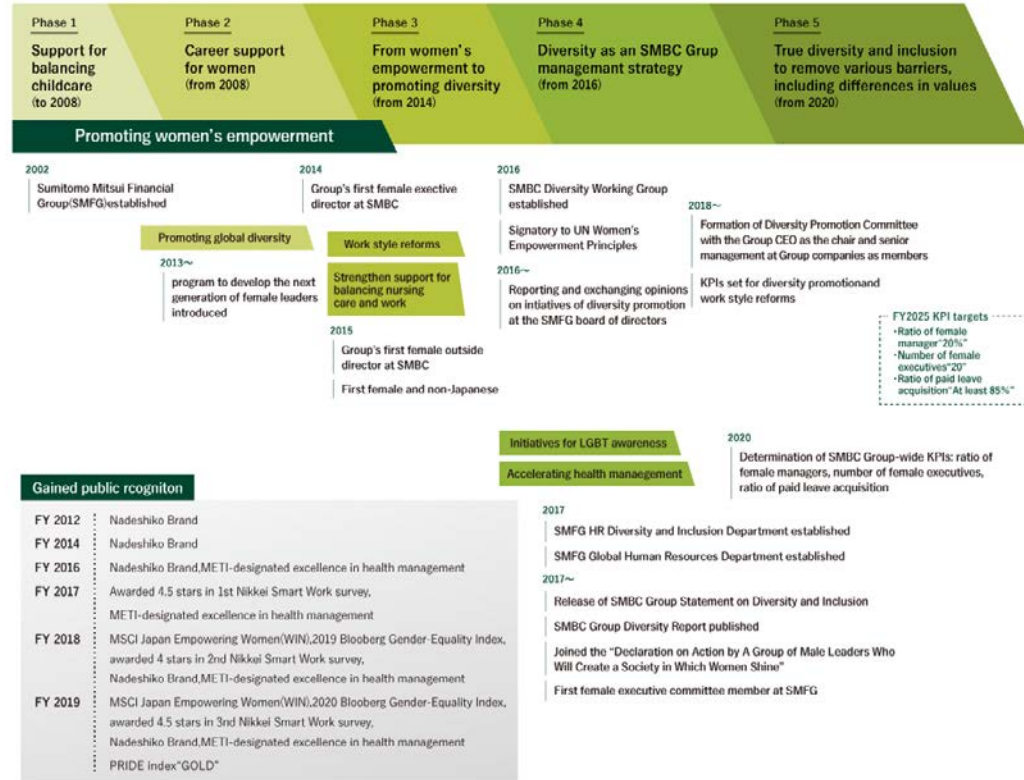 Phase 1
Support for
balancing
childcare
(to 2008)
Phase 2
Career support
for women
(from 2008)
Phase 3
From women's
empowerment to
promoting diversity
(from 2014)
Phase 4
Diversity as an SMBC Grup
managemant strategy
(from 2016)
Phase 5
True diversity and inclusion
to remove various barriers,
including differences in values
(from 2020)
Promoting women's empowerment
2002
Sumitomo Mitsui Financial
Group(SMFG)established
Promoting global diversity
2013~
program to develop the next
generation of female leaders
introduced
2014
Group's first female exective
director at SMBC
Work style reforms
Strengthen support for
balancing nursing
care and work
2015
Group's first female outside
director at SMBC
First female and non-Japanese
2016
SMBC Diversity Working Group
established
Signatory to UN Women's
Empowerment Principles
2016~
Reporting and exchanging opinions
on intiatives of diversity promotion
at the SMFG board of directors
2018~
Formation of Diversity Promotion Committee
with the Group CEO as the chair and senior
management at Group companies as members
KPIs set for diversity promotionand
work style reforms
FY2025 KPI targets
・Ratio of female
manager"20%"
・Number of female
executives"20"
・Ratio of paid leave
acquisition"At least 85%"
Initiatives for LGBT awareness
Accelerating health manaegement
2020
Determination of SMBC Group-wide KPIs: ratio of
female managers, number of female executives,
ratio of paid leave acquisition
2017
SMFG HR Diversity and Inclusion Department established
SMFG Global Human Resources Department established
2017~
Release of SMBC Group Statement on Diversity and Inclusion
SMBC Group Diversity Report published
Joined the "Declaration on Action by A Group of Male Leaders Who
Will Create a Society in Which Women Shine"
First female executive committee member at SMFG
Gained public rcogniton
FY 2012 Nadeshiko Brand
FY 2014 Nadeshiko Brand
FY 2016 Nadeshiko Brand,METI-designated excellence in health management
FY 2017 Awarded 4.5 stars in 1st Nikkei Smart Work survey,
METI-designated excellence in health management
FY 2018 MSCI Japan Empowering Women(WIN),2019 Blooberg Gender-Equality Index,
awarded 4 stars in 2nd Nikkei Smart Work survey,
Nadeshiko Brand,METI-designated excellence in health management
FY 2019 MSCI Japan Empowering Women(WIN),2020 Blooberg Gender-Equality Index,
awarded 4.5 stars in 3nd Nikkei Smart Work survey,
Nadeshiko Brand,METI-designated excellence in health management
PRIDE index"GOLD"